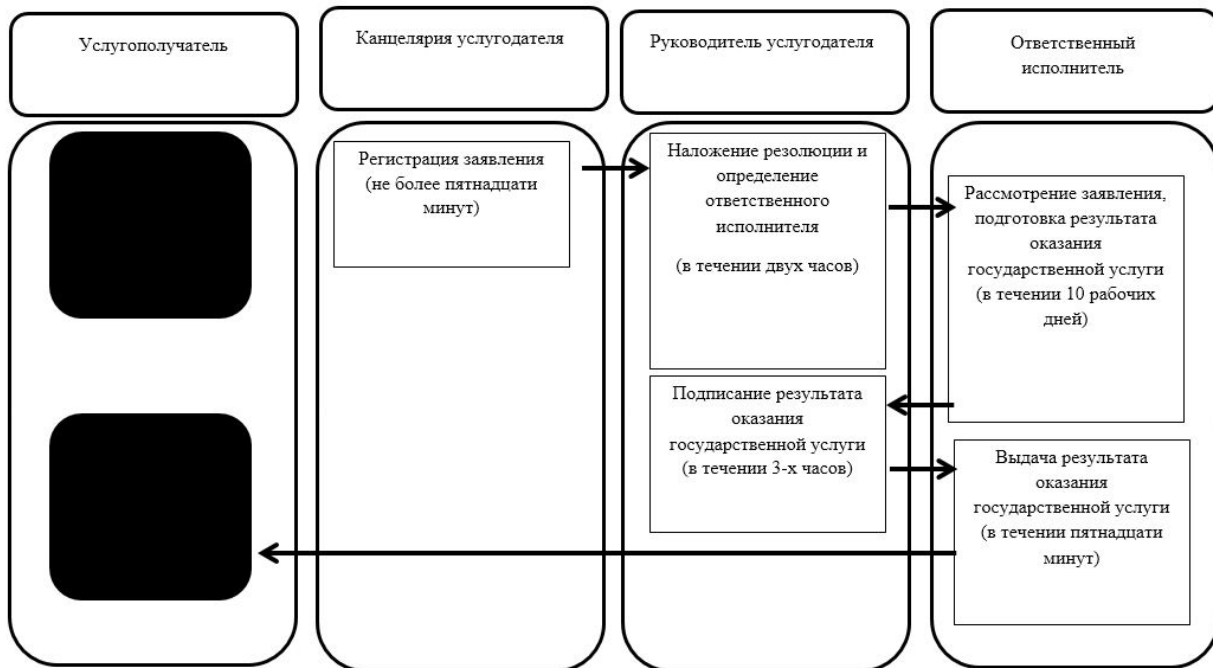 Услугополучатель
Канцелярия услугодателя
Руководитель услугодателя
Ответственный
исполнитель
Регистрация заявления
(не более пятнадцати
минут)
Наложение резолюции и
определение
ответственного
исполнителя
(в течении двух часов)
Рассмотрение заявления,
подготовка результата
оказания
государственной услуги
(в течении 10 рабочих
дней)
Подписание результата
оказания
государственной услуги
(в течении 3-х часов)
Выдача результата
оказания
государственной услуги
(в течении пятнадцати
минут)